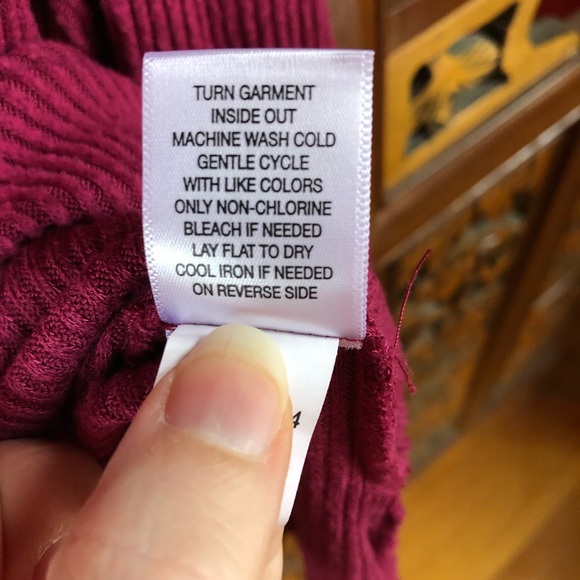 TURN GARMENT
INSIDE OUT
MACHINE WASH COLD
GENTLE CYCLE
WITH LIKE COLORS
ONLY NON-CHLORINE
BLEACH IF NEEDED
LAY FLAT TO DRY
COOL IRON IF NEEDED
ON REVERSE SIDE
4